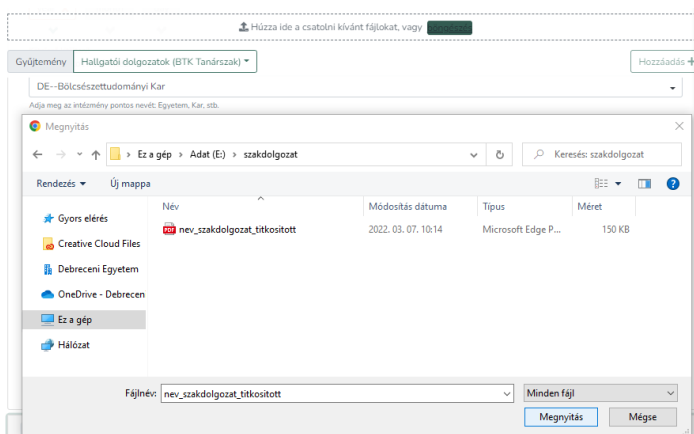 Húzza ide a csatolni kívánt fájlokat, vagy
Gyűjtemény Hallgatói dolgozatok (BTK Tanárszak) Hozzáadás +
DE--Bölcsészettudományi Kar
Adja meg az intézmény pontos nevét: Egyetem, Kar, stb.
Megnyitás
Ez a gép › Adat (E:) › szakdolgozat Keresés: szakdolgozat
Rendezés Új mappa
Név Módosítás dátuma Típus Méret
Gyors elérés
nev_szakdolgozat_titkositott 2022. 03. 07. 10:14 Microsoft Edge P... 150 KB
Creative Cloud Files
Debreceni Egyetem
OneDrive - Debrecen
Ez a gép
Hálózat
Fájlnév: nev_szakdolgozat_titkositott Minden fájl
Megnyitás Mégse